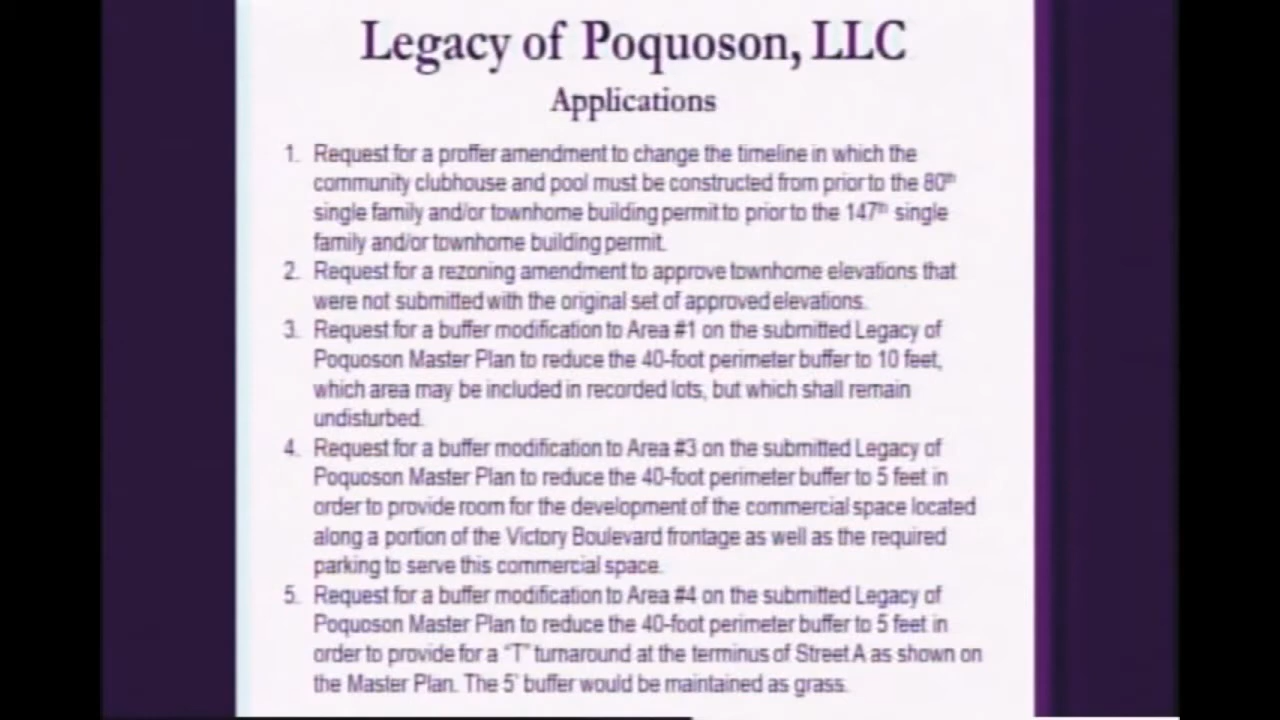 Legacy of Poquoson, LLC
Applications
1. Request for a proffer amendment to change the timeline in which the
community clubhouse and pool must be constructed from prior to the 80th
single family and/or townhome building permit to prior to the 147th single
family and/or townhome building permit.
2. Request for a rezoning amendment to approve townhome elevations that
were not submitted with the original set of approved elevations.
3. Request for a buffer modification to Area #1 on the submitted Legacy of
Poquoson Master Plan to reduce the 40-foot perimeter buffer to 10 feet,
which area may be included in recorded lots, but which shall remain
undisturbed.
4. Request for a buffer modification to Area #3 on the submitted Legacy of
Poquoson Master Plan to reduce the 40-foot perimeter buffer to 5 feet in
order to provide room for the development of the commercial space located
along a portion of the Victory Boulevard frontage as well as the required
parking to serve this commercial space.
5. Request for a buffer modification to Area #4 on the submitted Legacy of
Poquoson Master Plan to reduce the 40-foot perimeter buffer to 5 feet in
order to provide for a “T” turnaround at the terminus of Street A as shown on
the Master Plan. The 5’ buffer would be maintained as grass.